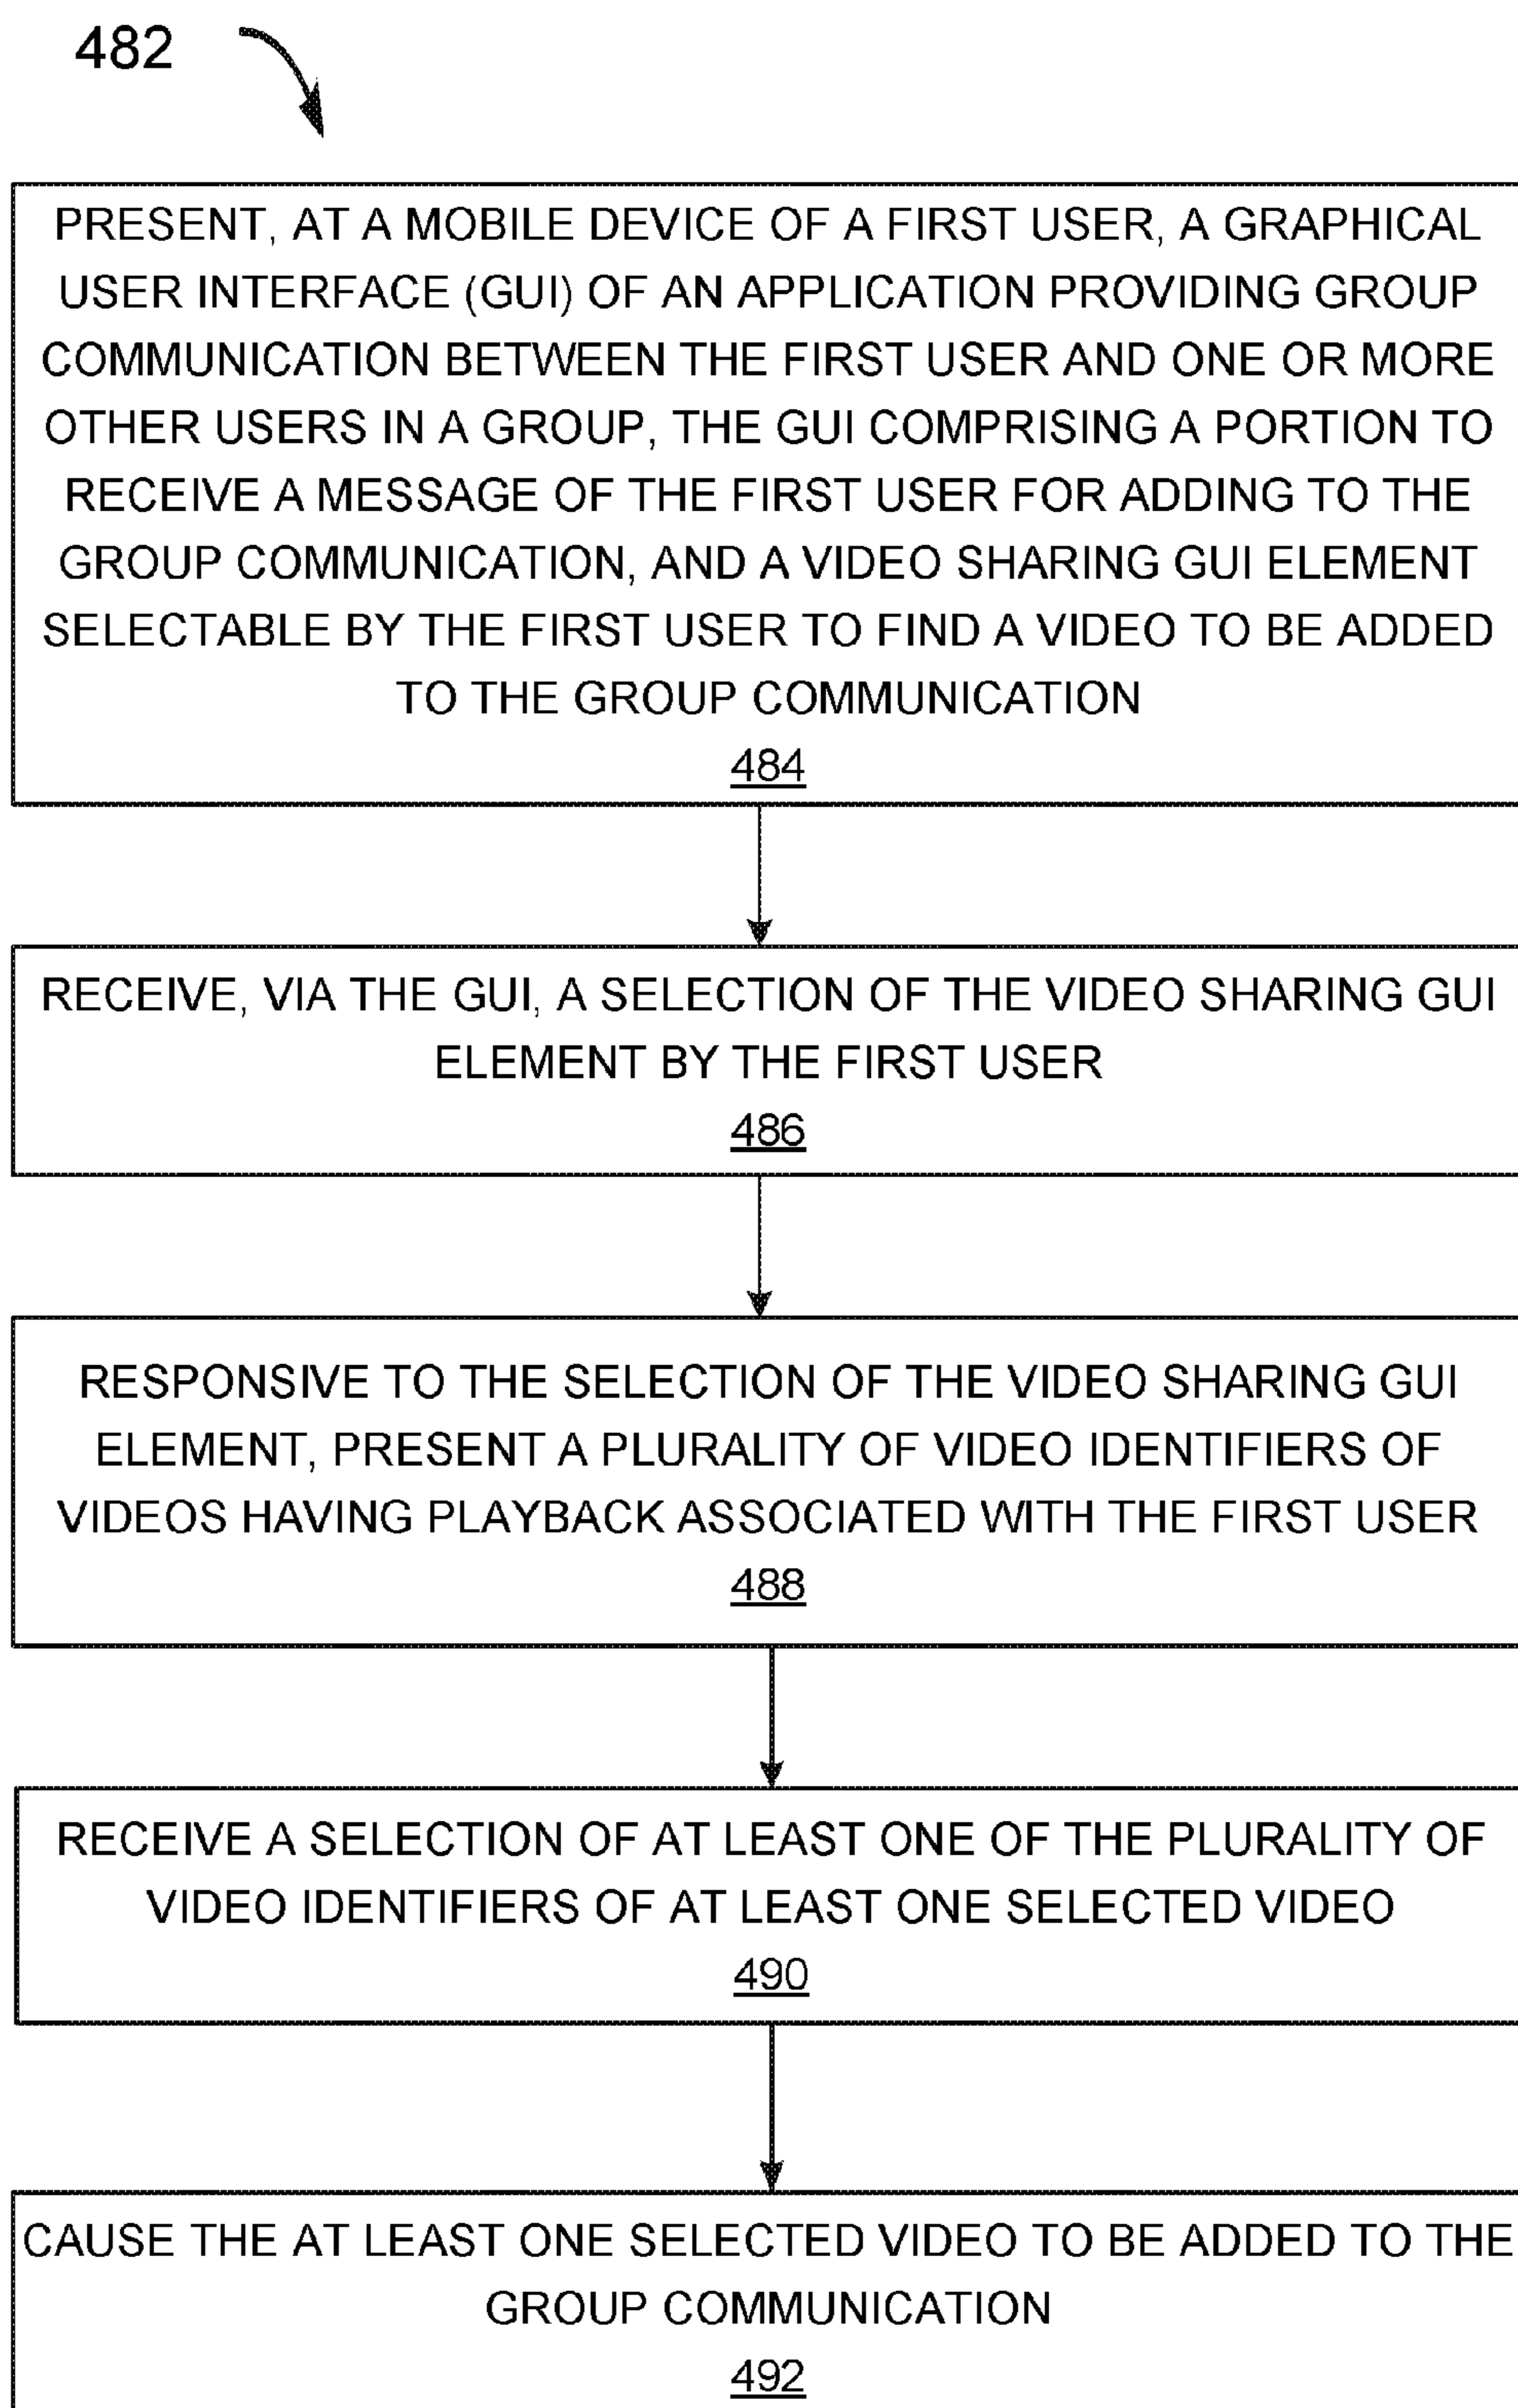 482
PRESENT, AT A MOBILE DEVICE OF A FIRST USER, A GRAPHICAL
USER INTERFACE (GUI) OF AN APPLICATION PROVIDING GROUP
COMMUNICATION BETWEEN THE FIRST USER AND ONE OR MORE
OTHER USERS IN A GROUP, THE GUI COMPRISING A PORTION TO
RECEIVE A MESSAGE OF THE FIRST USER FOR ADDING TO THE
GROUP COMMUNICATION, AND A VIDEO SHARING GUI ELEMENT
SELECTABLE BY THE FIRST USER TO FIND A VIDEO TO BE ADDED
TO THE GROUP COMMUNICATION
484
RECEIVE, VIA THE GUI, A SELECTION OF THE VIDEO SHARING GUI
ELEMENT BY THE FIRST USER
486
RESPONSIVE TO THE SELECTION OF THE VIDEO SHARING GUI
ELEMENT, PRESENT A PLURALITY OF VIDEO IDENTIFIERS OF
VIDEOS HAVING PLAYBACK ASSOCIATED WITH THE FIRST USER
488
RECEIVE A SELECTION OF AT LEAST ONE OF THE PLURALITY OF
VIDEO IDENTIFIERS OF AT LEAST ONE SELECTED VIDEO
490
CAUSE THE AT LEAST ONE SELECTED VIDEO TO BE ADDED TO THE
GROUP COMMUNICATION
492